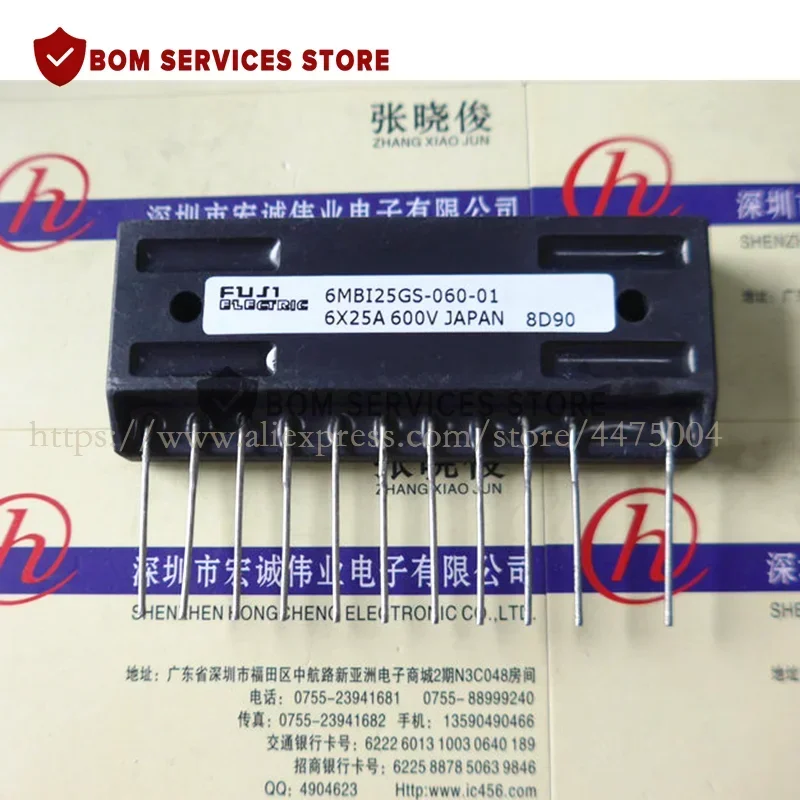 BOM SERVICES STORE
张晓俊
ZHANG XIAO JUN
h
h
深圳市宏诚伟业电子有限公司
深圳市
SHENZHE
FUJI
ELECTRIC
6MBI25GS-060-01
6X25A 600V JAPAN 8D90
BOM SERVICES STORE
https://www.aliexpress.com/store/4475004
张晓俊
ZHANG XIAO JUN
h
h
深圳市宏诚伟业电子有限公司
深圳市
SHENZHEN HONG CHENG ELECTRONIC CO.,LTD.
SHENZHE
地址: 广东省深圳市福田区中航路新亚洲电子商城2期N3C048房间
电话: 0755-23941681 0755-88999240
传真: 0755-23941682 手机: 13590490466
交通银行卡号: 6222 6013 1003 0640 189
招商银行卡号: 6225 8878 5063 9846
QQ: 4904623 Http:www.ic456.com